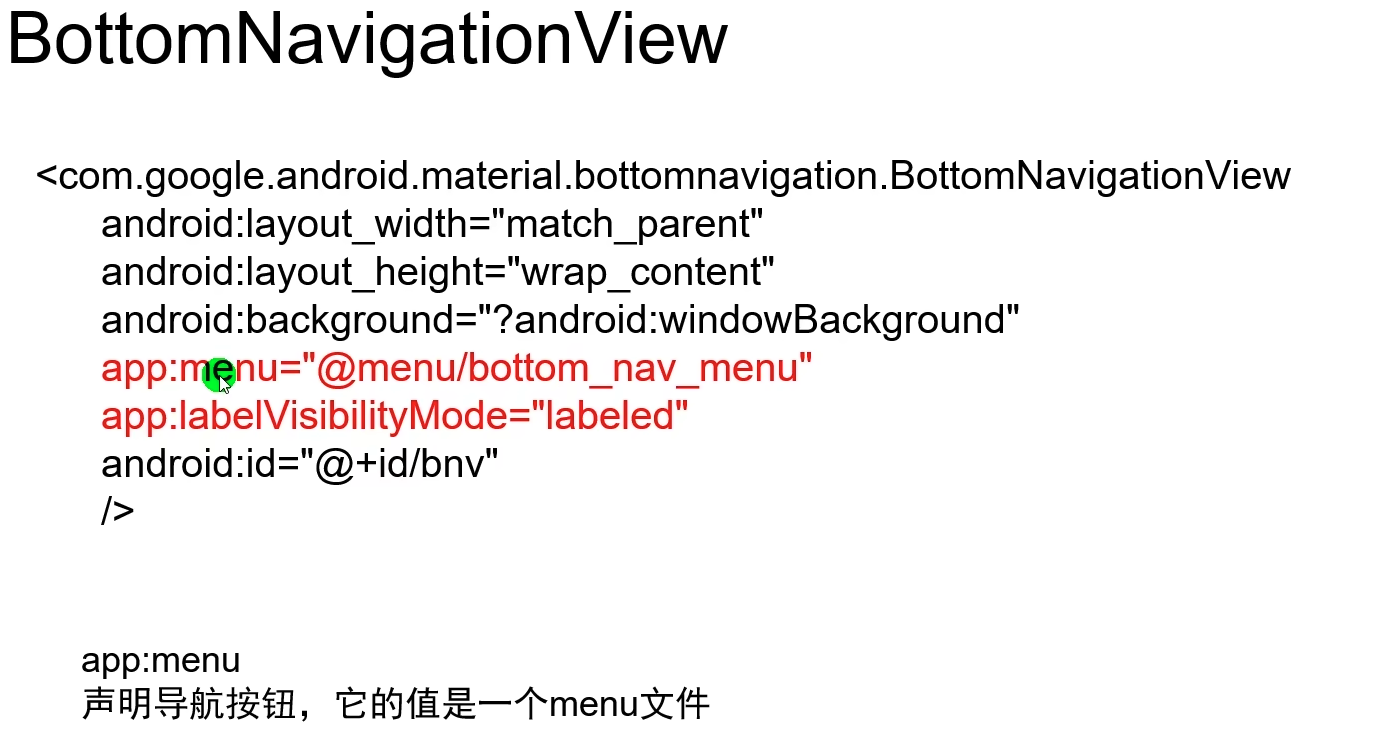 BottomNavigationView
<com.google.android.material.bottomnavigation.BottomNavigationView
android:layout_width="match_parent"
android:layout_height="wrap_content"
android:background="?android:windowBackground"
app:menu="@menu/bottom_nav_menu"
app:labelVisibilityMode="labeled"
android:id="@+id/bnv"
/>
app:menu
声明导航按钮，它的值是一个menu文件